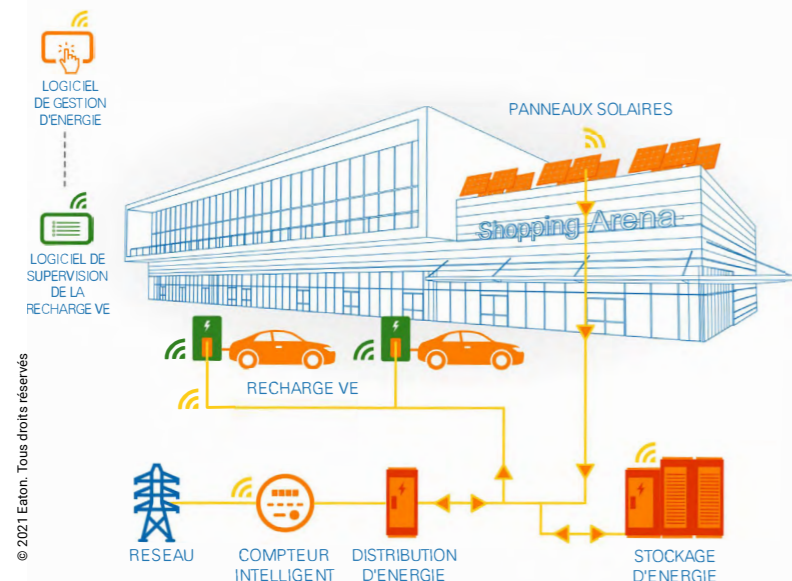 LOGICIEL
DE GESTION
D'ENERGIE
PANNEAUX SOLAIRES
Shopping Arena
LOGICIEL DE
SUPERVISION
DE LA
RECHARGE VE
RECHARGE VE
© 2021 Eaton. Tous droits réservés
RESEAU
COMPTEUR
INTELLIGENT
DISTRIBUTION
D'ENERGIE
STOCKAGE
D'ENERGIE